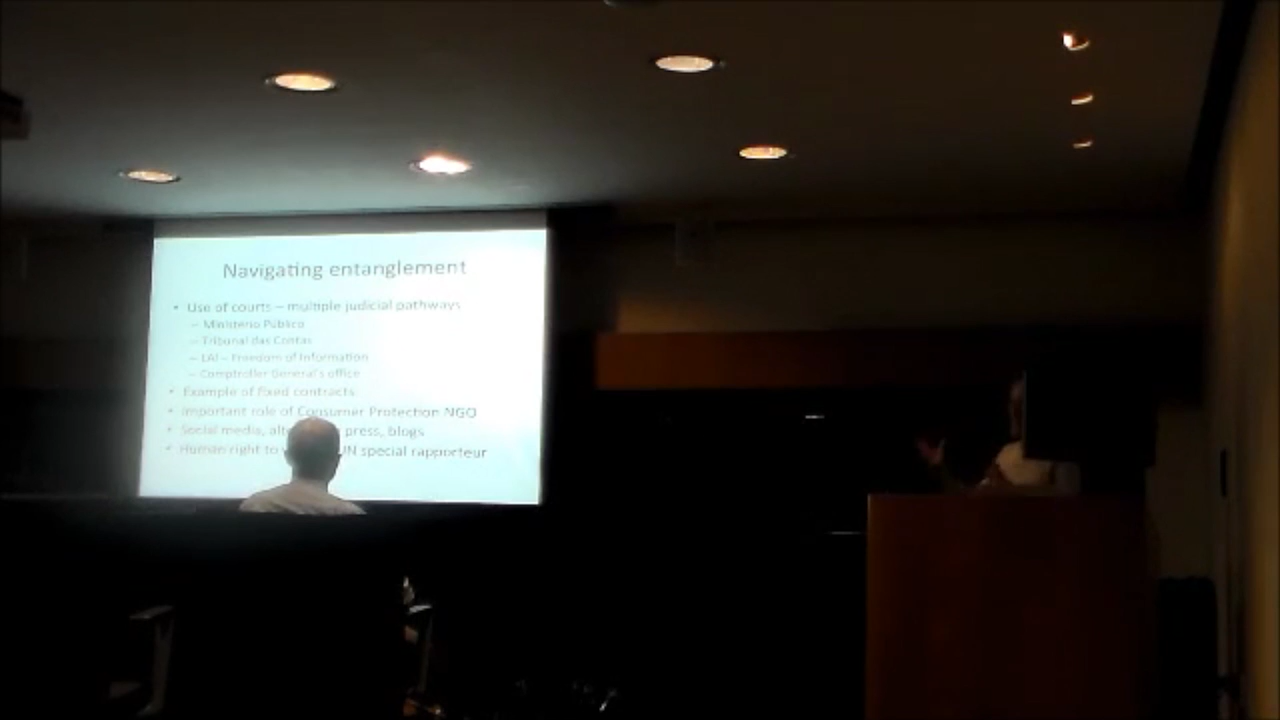 Navigating entanglement
• Use of courts – multiple judicial pathways
– Ministerio Publico
– Tribunal das Contas
– LAI – Freedom of Information
– Comptroller General's office
• Example of fixed contracts
• Important role of Consumer Protection NGO
• Social media, press, blogs
• Human right to UN special rapporteur